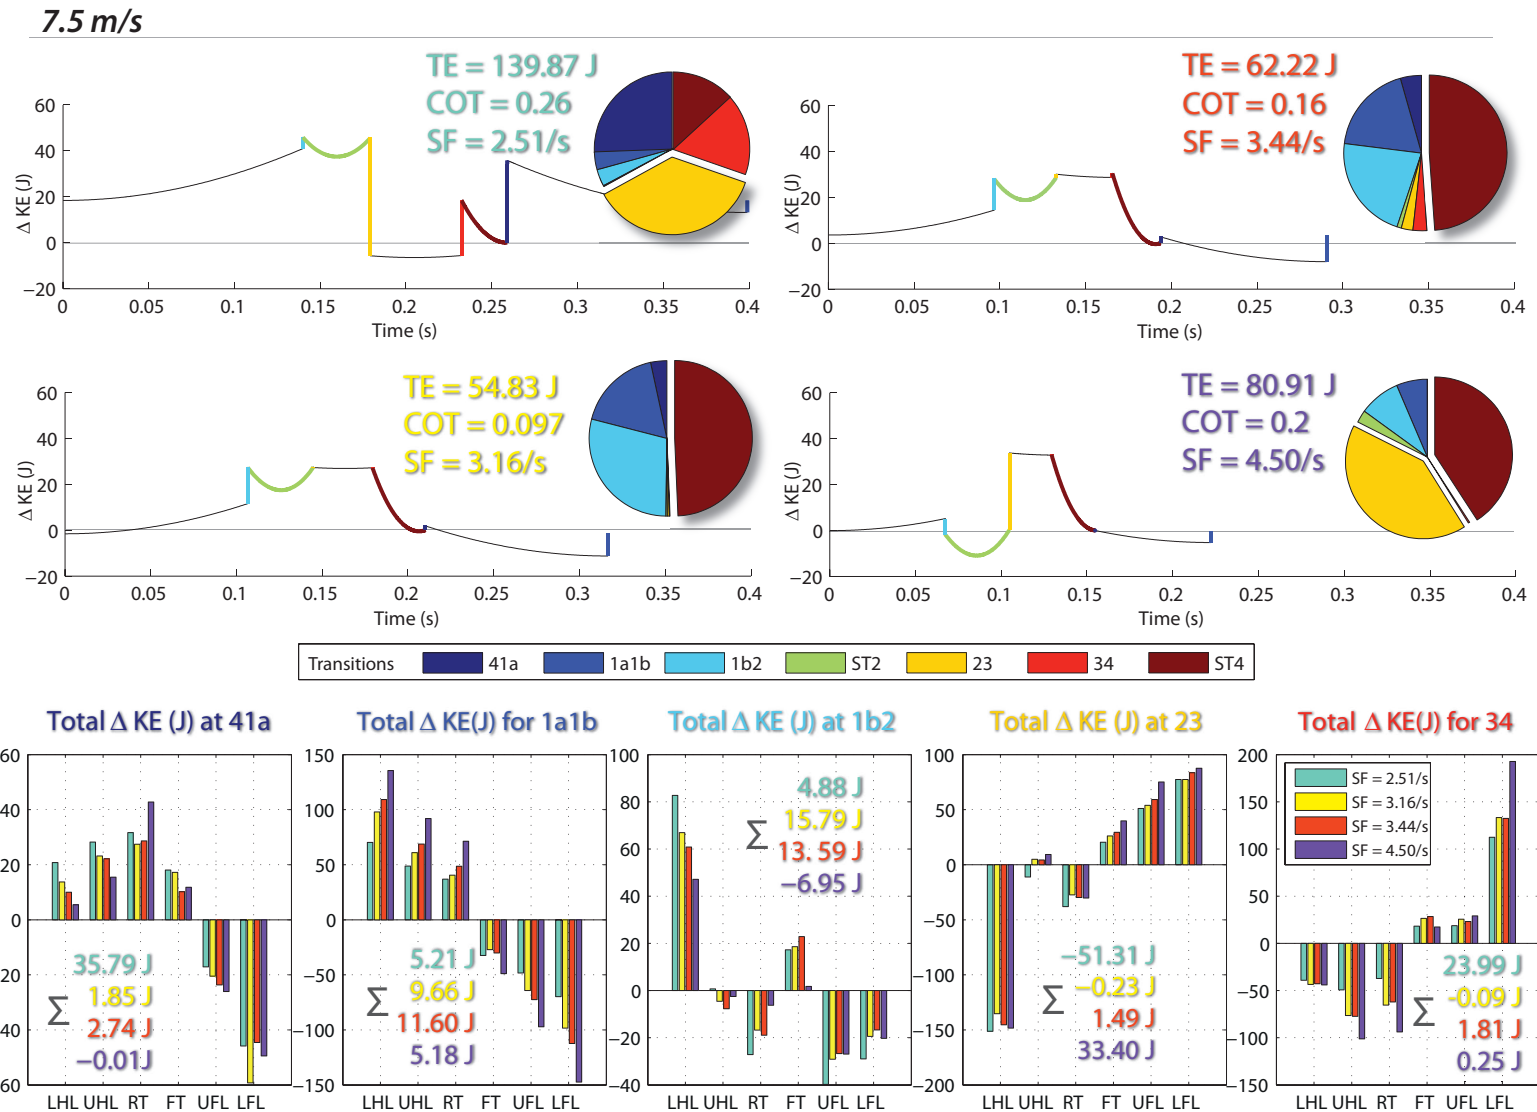 7.5 m/s
TE = 139.87 J
COT = 0.26
SF = 2.51/s
Δ KE (J)
60
40
20
0
−20
0 0.05 0.1 0.15 0.2 0.25 0.3 0.35 0.4
Time (s)
TE = 62.22 J
COT = 0.16
SF = 3.44/s
Δ KE (J)
60
40
20
0
−20
0 0.05 0.1 0.15 0.2 0.25 0.3 0.35 0.4
Time (s)
TE = 54.83 J
COT = 0.097
SF = 3.16/s
Δ KE (J)
60
40
20
0
−20
0 0.05 0.1 0.15 0.2 0.25 0.3 0.35 0.4
Time (s)
TE = 80.91 J
COT = 0.2
SF = 4.50/s
Δ KE (J)
60
40
20
0
−20
0 0.05 0.1 0.15 0.2 0.25 0.3 0.35 0.4
Time (s)
Transitions 41a 1a1b 1b2 ST2 23 34 ST4
Total Δ KE (J) at 41a
60
40
20
0
20
40
60
35.79 J
∑ 1.85 J
2.74 J
−0.01J
LHL UHL RT FT UFL LFL
Total Δ KE(J) for 1a1b
150
100
50
0
−50
−100
−150
5.21 J
∑ 9.66 J
11.60 J
5.18 J
LHL UHL RT FT UFL LFL
Total Δ KE (J) at 1b2
100
80
60
40
20
0
−20
−40
4.88 J
∑ 15.79 J
13. 59 J
−6.95 J
LHL UHL RT FT UFL LFL
Total Δ KE (J) at 23
100
50
0
−50
−100
−150
−200
−51.31 J
∑ −0.23 J
1.49 J
33.40 J
LHL UHL RT FT UFL LFL
Total Δ KE(J) for 34
200
150
100
50
0
−50
−100
−150
SF = 2.51/s
SF = 3.16/s
SF = 3.44/s
SF = 4.50/s
23.99 J
∑ -0.09 J
1.81 J
0.25 J
LHL UHL RT FT UFL LFL